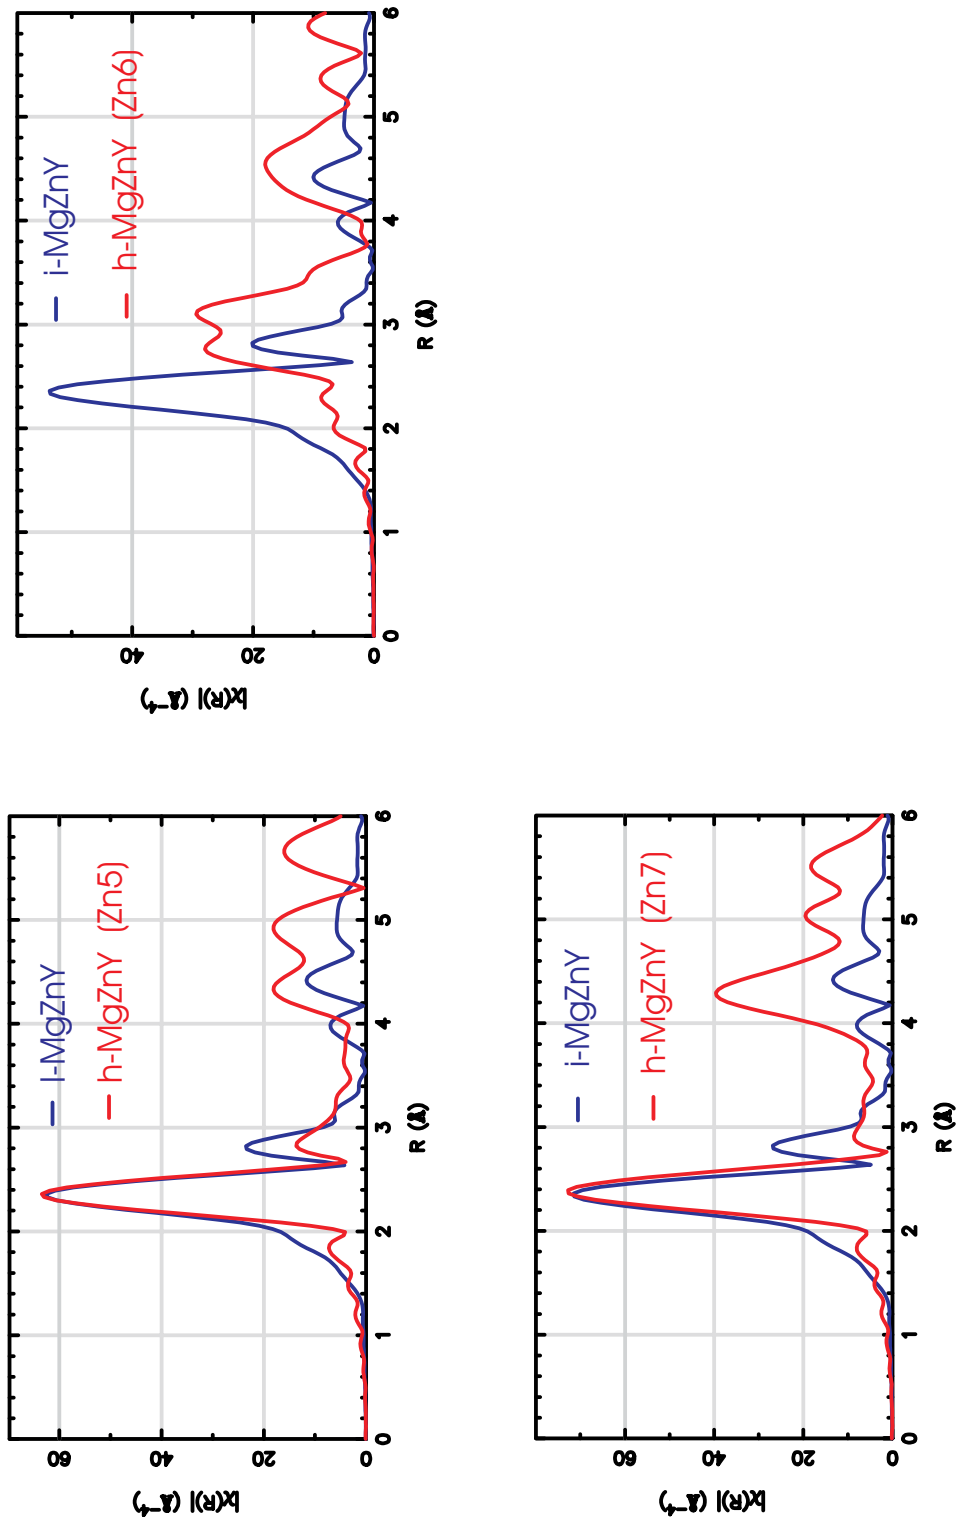 60
40
20
0
|χ(R)| (Å⁻⁴)
I-MgZnY
h-MgZnY (Zn5)
0 1 2 3 4 5 6
R (Å)
40
20
0
|χ(R)| (Å⁻⁴)
i-MgZnY
h-MgZnY (Zn6)
0 1 2 3 4 5 6
R (Å)
60
40
20
0
|χ(R)| (Å⁻⁴)
i-MgZnY
h-MgZnY (Zn7)
0 1 2 3 4 5 6
R (Å)